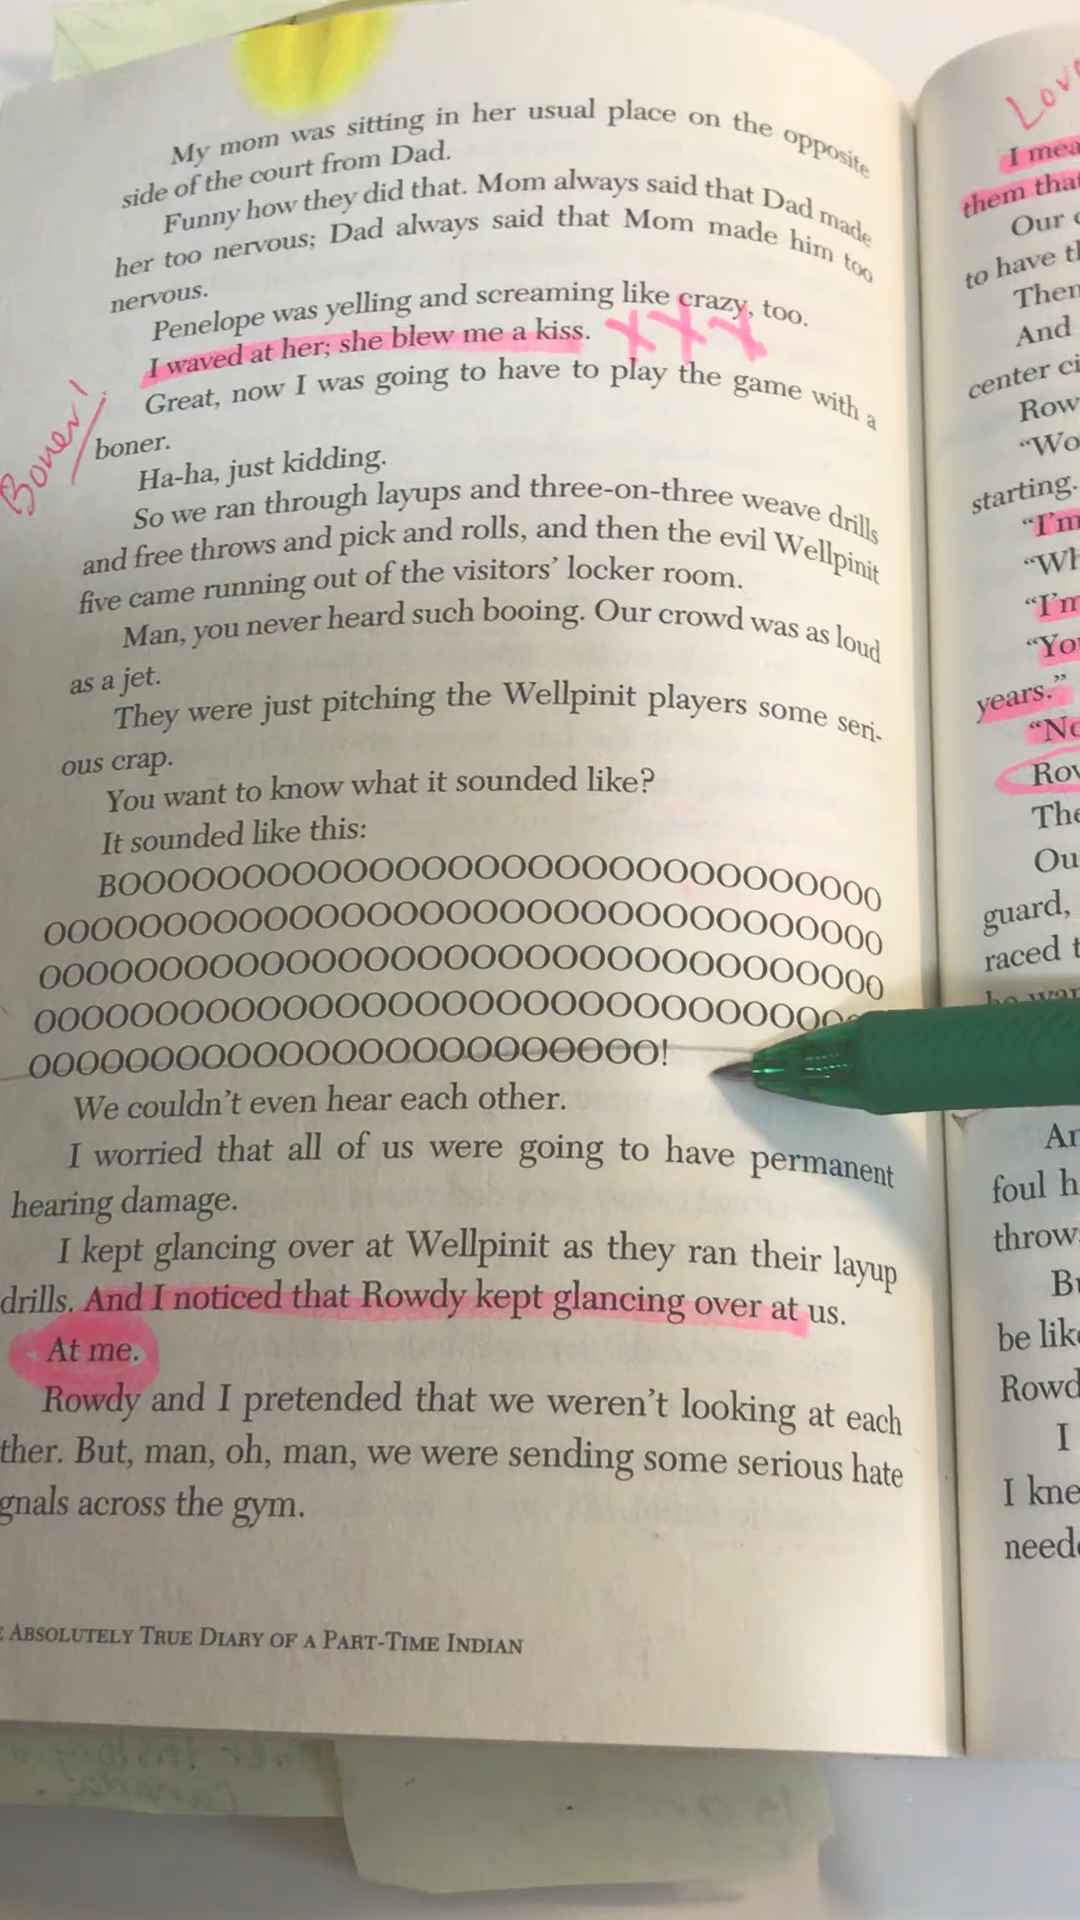 My mom was sitting in her usual place on the opposite
side of the court from Dad.
Funny how they did that. Mom always said that Dad made
her too nervous; Dad always said that Mom made him too
nervous.
Penelope was yelling and screaming like crazy, too.
I waved at her; she blew me a kiss. XXX
Great, now I was going to have to play the game with a
Boner!
boner.
Ha-ha, just kidding.
So we ran through layups and three-on-three weave drills
and free throws and pick and rolls, and then the evil Wellpinit
five came running out of the visitors' locker room.
Man, you never heard such booing. Our crowd was as loud
as a jet.
They were just pitching the Wellpinit players some seri-
ous crap.
You want to know what it sounded like?
It sounded like this:
BOOOOOOOOOOOOOOOOOOOOOOOOOOOOOOO
OOOOOOOOOOOOOOOOOOOOOOOOOOOOOOOOOO
OOOOOOOOOOOOOOOOOOOOOOOOOOOOOOOOOO
OOOOOOOOOOOOOOOOOOOOOOOOOOOOOOOOOO
OOOOOOOOOOOOOOOOOOOOOOOOOO!
We couldn't even hear each other.
I worried that all of us were going to have permanent
hearing damage.
I kept glancing over at Wellpinit as they ran their layup
drills. And I noticed that Rowdy kept glancing over at us.
At me.
Rowdy and I pretended that we weren't looking at each
ther. But, man, oh, man, we were sending some serious hate
gnals across the gym.
ABSOLUTELY TRUE DIARY OF A PART-TIME INDIAN
I mea
them that
Our
to have
Then
And
center ci
Row
"Wo
starting.
"I'm
"Wh
"I'm
"You
years."
"No
Row
The
Ou
guard,
raced t
An
foul h
throw
Bu
be like
Rowd
I
I kne
neede